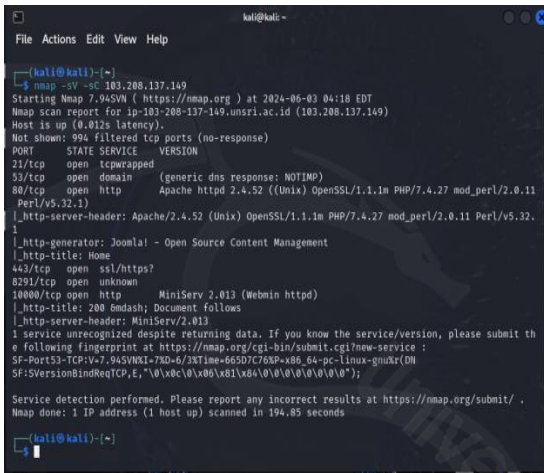 kali@kali: ~
File Actions Edit View Help
(kali㉿kali)-[~]
$ nmap -sV -sC 103.208.137.149
Starting Nmap 7.94SVN ( https://nmap.org ) at 2024-06-03 04:18 EDT
Nmap scan report for ip-103-208-137-149.unsri.ac.id (103.208.137.149)
Host is up (0.012s latency).
Not shown: 994 filtered tcp ports (no-response)
PORT STATE SERVICE VERSION
21/tcp open tcpwrapped
53/tcp open domain (generic dns response: NOTIMP)
80/tcp open http Apache httpd 2.4.52 ((Unix) OpenSSL/1.1.1m PHP/7.4.27 mod_perl/2.0.11
Perl/v5.32.1)
|_http-server-header: Apache/2.4.52 (Unix) OpenSSL/1.1.1m PHP/7.4.27 mod_perl/2.0.11 Perl/v5.32.
1
|_http-generator: Joomla! - Open Source Content Management
|_http-title: Home
443/tcp open ssl/https?
8291/tcp open unknown
10000/tcp open http MiniServ 2.013 (Webmin httpd)
|_http-title: 200 &mdash; Document follows
|_http-server-header: MiniServ/2.013
1 service unrecognized despite returning data. If you know the service/version, please submit th
e following fingerprint at https://nmap.org/cgi-bin/submit.cgi?new-service :
SF-Port53-TCP:V=7.94SVN%I=7%D=6/3%Time=665D7C76%P=x86_64-pc-linux-gnu%r(DN
SF:SVersionBindReqTCP,E,"\0\x0c\0\x06\x81\x84\0\0\0\0\0\0\0\0");
Service detection performed. Please report any incorrect results at https://nmap.org/submit/ .
Nmap done: 1 IP address (1 host up) scanned in 194.85 seconds
(kali㉿kali)-[~]
$